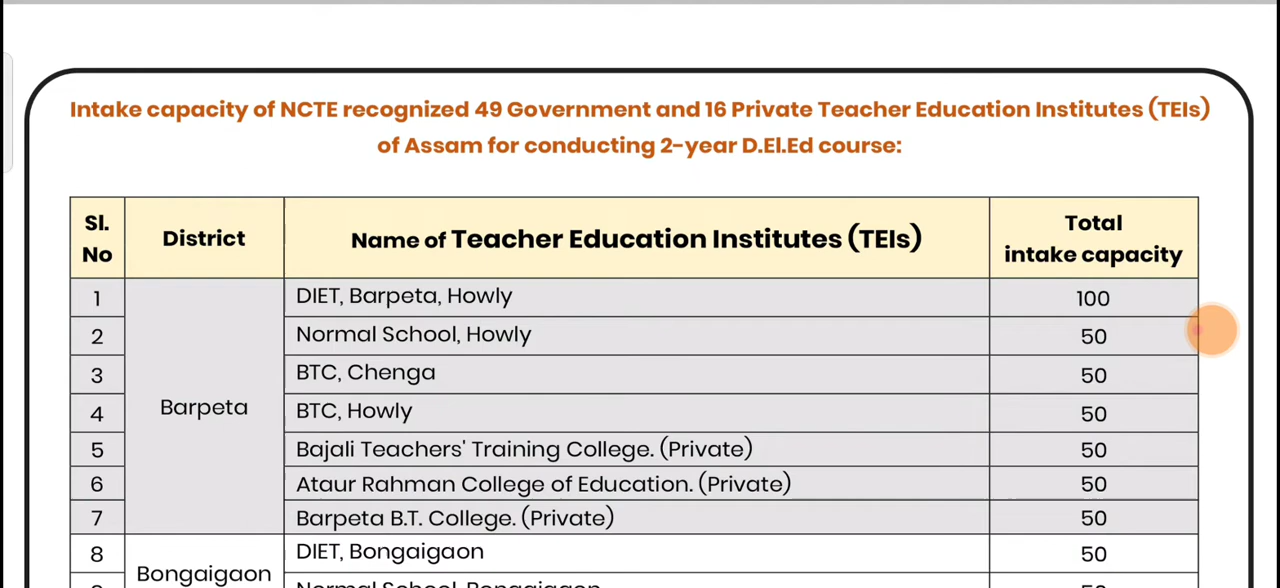 Intake capacity of NCTE recognized 49 Government and 16 Private Teacher Education Institutes (TEIs)
of Assam for conducting 2-year D.El.Ed course:
Sl. No | District | Name of Teacher Education Institutes (TEIs) | Total intake capacity
1 | Barpeta | DIET, Barpeta, Howly | 100
2 | Normal School, Howly | 50
3 | BTC, Chenga | 50
4 | BTC, Howly | 50
5 | Bajali Teachers' Training College. (Private) | 50
6 | Ataur Rahman College of Education. (Private) | 50
7 | Barpeta B.T. College. (Private) | 50
8 | Bongaigaon | DIET, Bongaigaon | 50
Normal School, Bongaigaon